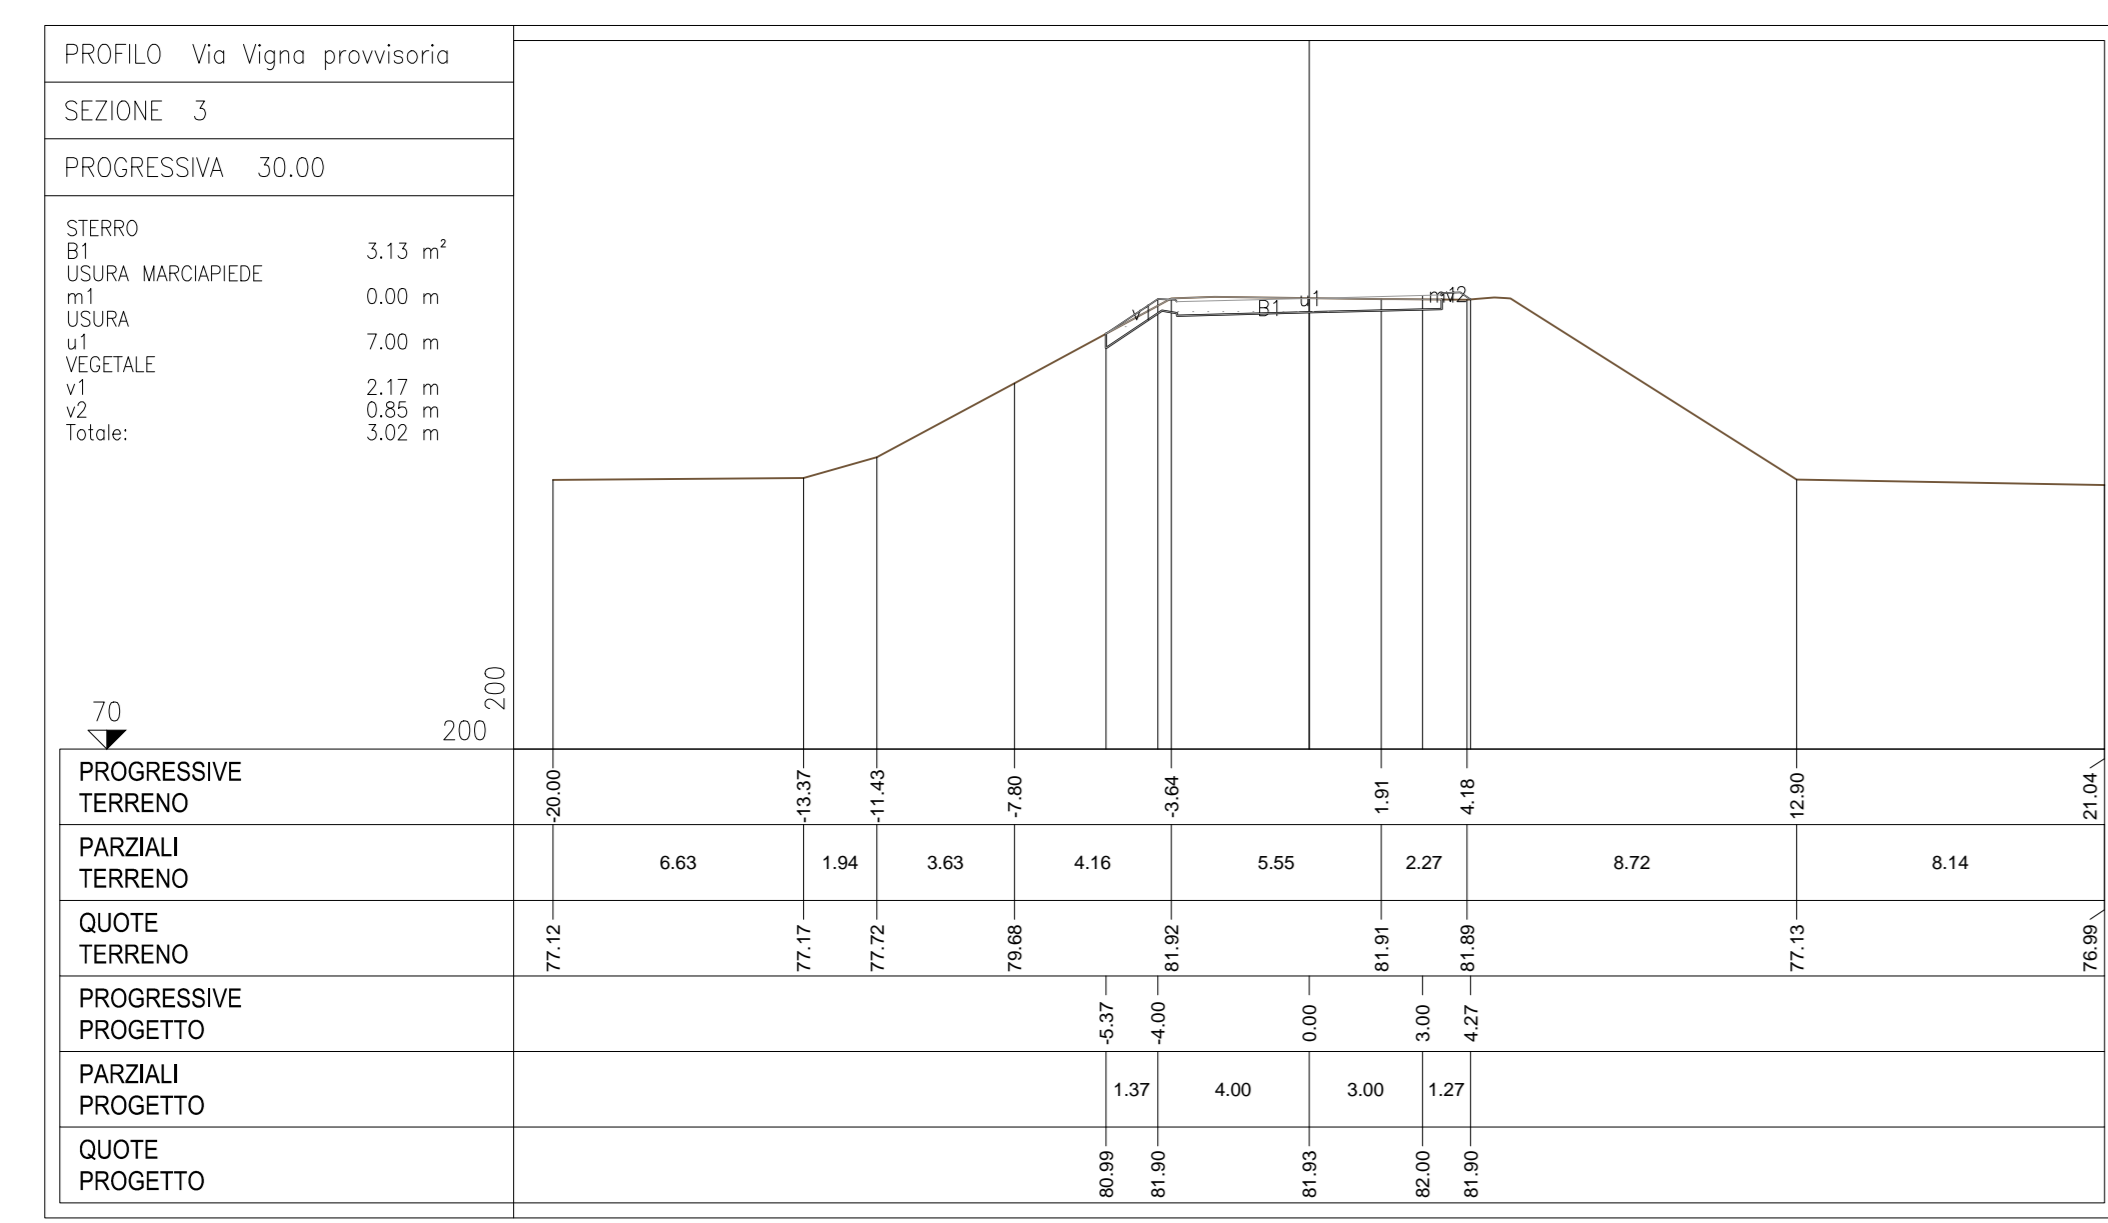 PROFILO Via Vigna provvisoria
SEZIONE 3
PROGRESSIVA 30.00
STERRO
B1 3.13 m²
USURA MARCIAPIEDE
m1 0.00 m
USURA
u1 7.00 m
VEGETALE
v1 2.17 m
v2 0.85 m
Totale: 3.02 m
B1
u1
200
70
200
PROGRESSIVE
TERRENO
-20.00 -13.37 -11.43 -7.80 -3.64 1.91 4.18 12.90 21.04
PARZIALI
TERRENO
6.63 1.94 3.63 4.16 5.55 2.27 8.72 8.14
QUOTE
TERRENO
77.12 77.17 77.72 79.68 81.92 81.91 81.89 77.13 76.99
PROGRESSIVE
PROGETTO
-5.37 -4.00 0.00 3.00 4.27
PARZIALI
PROGETTO
1.37 4.00 3.00 1.27
QUOTE
PROGETTO
80.99 81.90 81.93 82.00 81.90